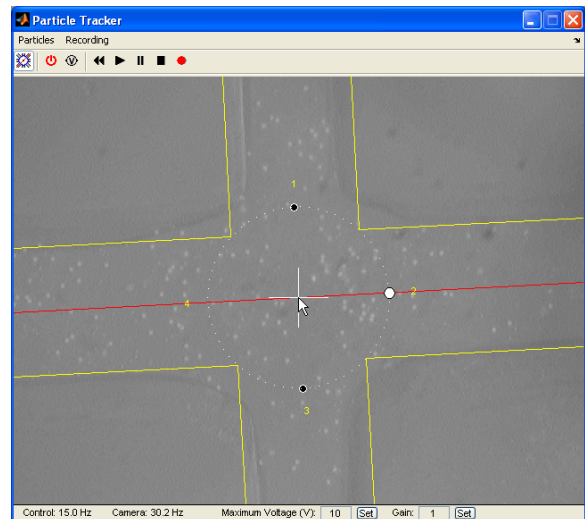 Particle Tracker
Particles Recording
1
2
4
3
Control: 15.0 Hz Camera: 30.2 Hz Maximum Voltage (V): 10 Set Gain: 1 Set